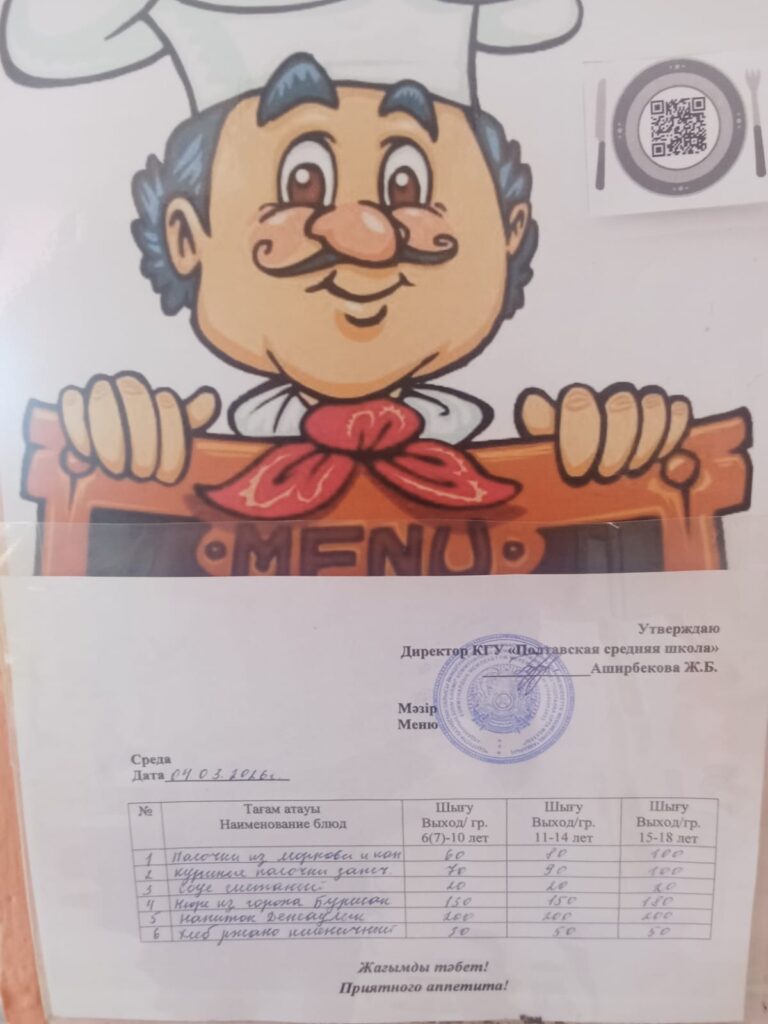 MENU
Утверждаю
Директор КГУ «Полтавская средняя школа»
Аширбекова Ж.Б.
Мәзір
Меню
Среда
Дата 04 03. 2026г.
№ Тағам атауы Наименование блюд Шығу Выход/ гр. 6(7)-10 лет Шығу Выход/гр. 11-14 лет Шығу Выход/гр. 15-18 лет
1 Палочки из моркови и кап 60 80 100
2 куриные палочки запеч. 70 90 100
3 Соус сметанный 20 20 20
4 Пюре из гороха 130 150 180
5 Напиток Денсаулык 200 200 200
6 Хлеб ржано пшеничный 50 50
Жағымды тәбет!
Приятного аппетита!